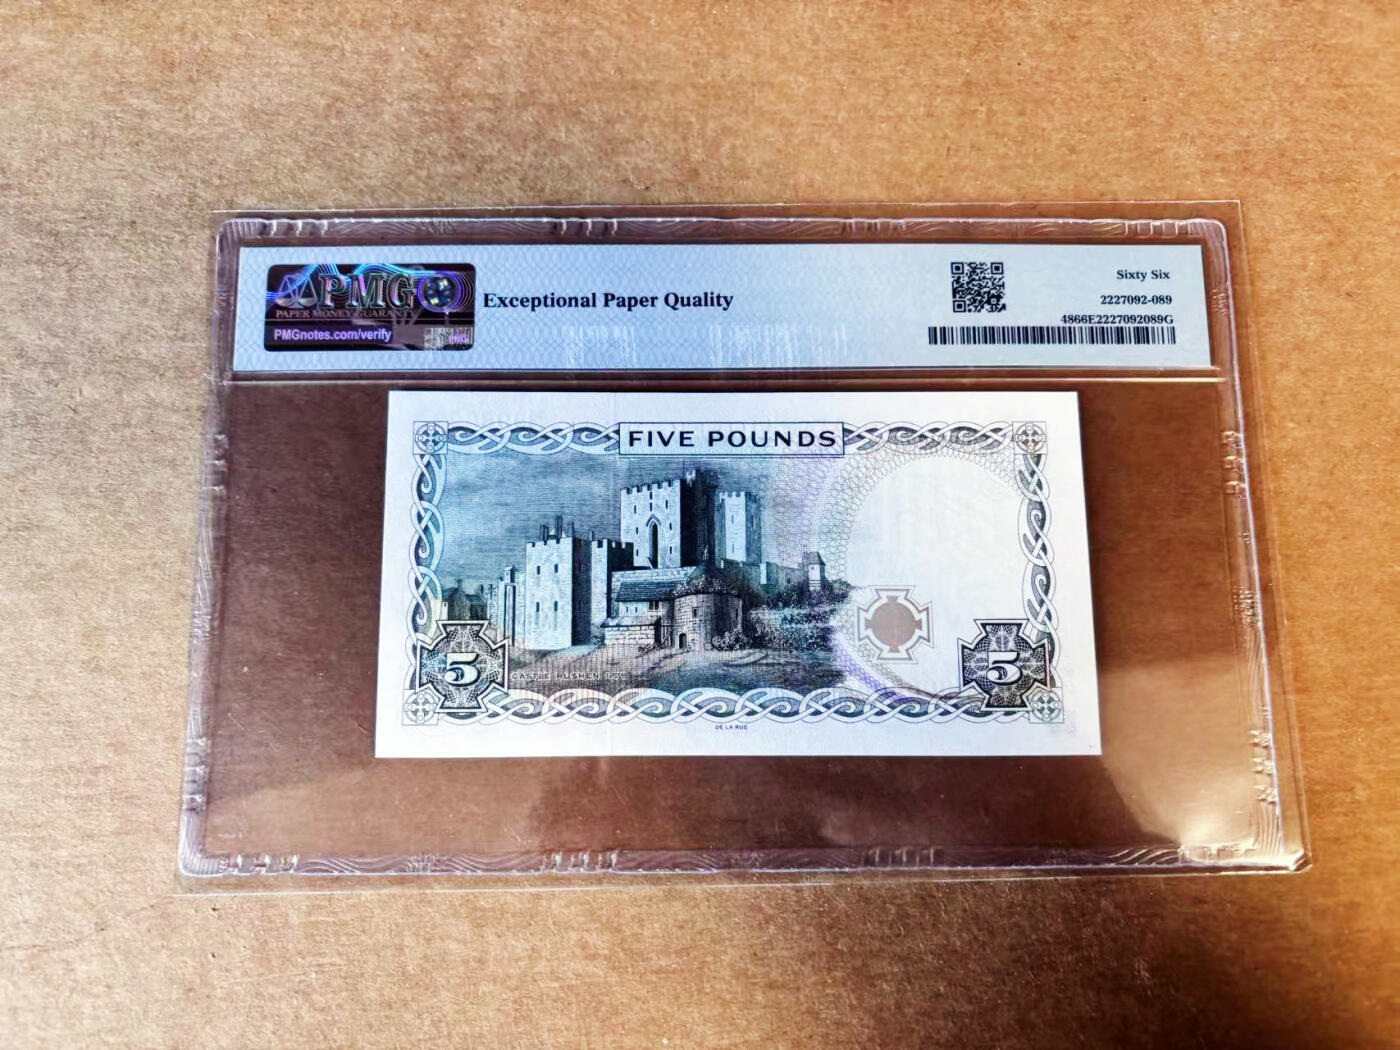 PMG
PAPER MONEY GUARANTY
PMGnotes.com/verify
Exceptional Paper Quality
Sixty Six
2227092-089
4866E2227092089G
FIVE POUNDS
5
CASTLE RUSHEN 1775
5
DE LA RUE